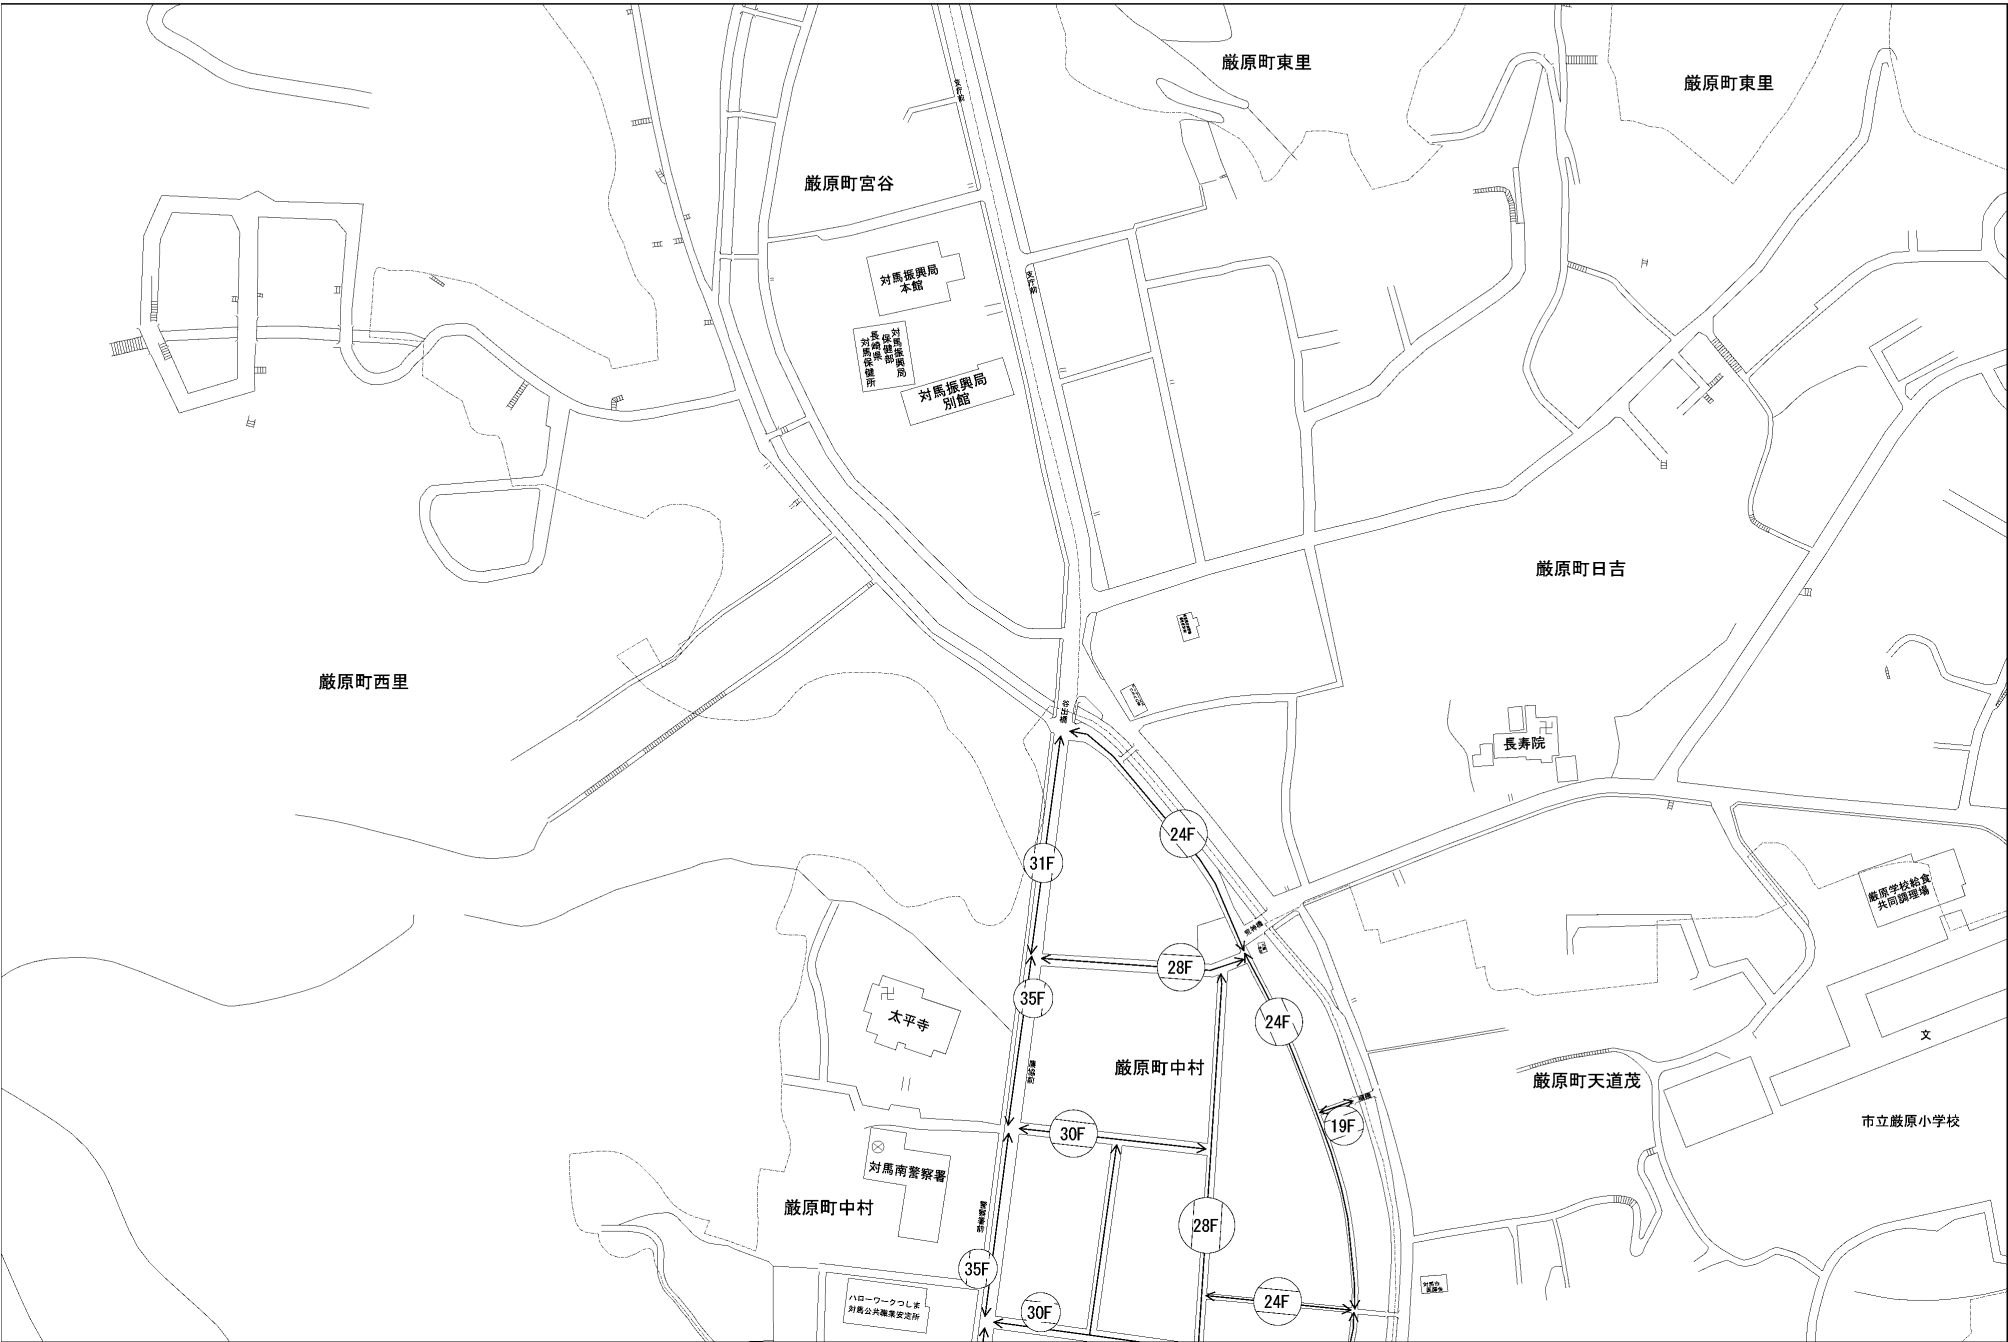 厳原町東里
厳原町東里
支庁前
厳原町宮谷
対馬振興局
本館
支庁前
対馬振興局
保健部
長崎県
対馬保健所
対馬振興局
別館
厳原町日吉
厳原町西里
長寿院
24F
31F
厳原学校給食
共同調理場
28F
35F
太平寺
24F
文
厳原町中村
厳原町天道茂
19F
市立厳原小学校
30F
対馬南警察署
厳原町中村
28F
35F
24F
ハローワークつしま
対馬公共職業安定所
30F